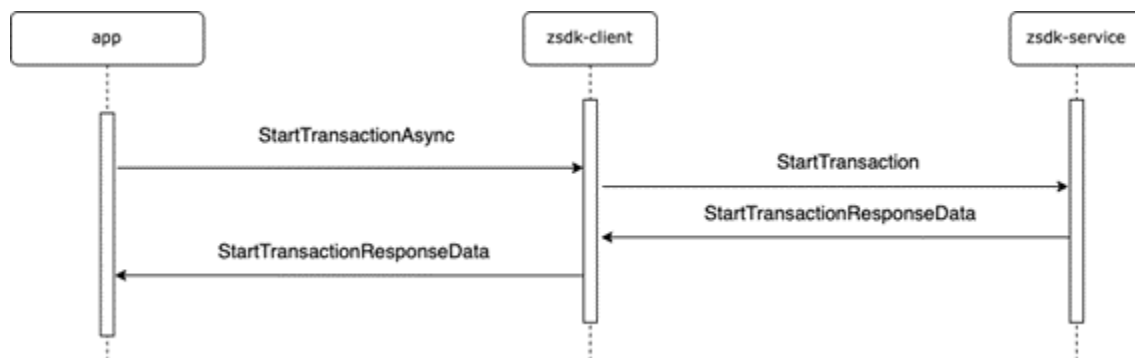 app
zsdk-client
zsdk-service
StartTransactionAsync
StartTransaction
StartTransactionResponseData
StartTransactionResponseData